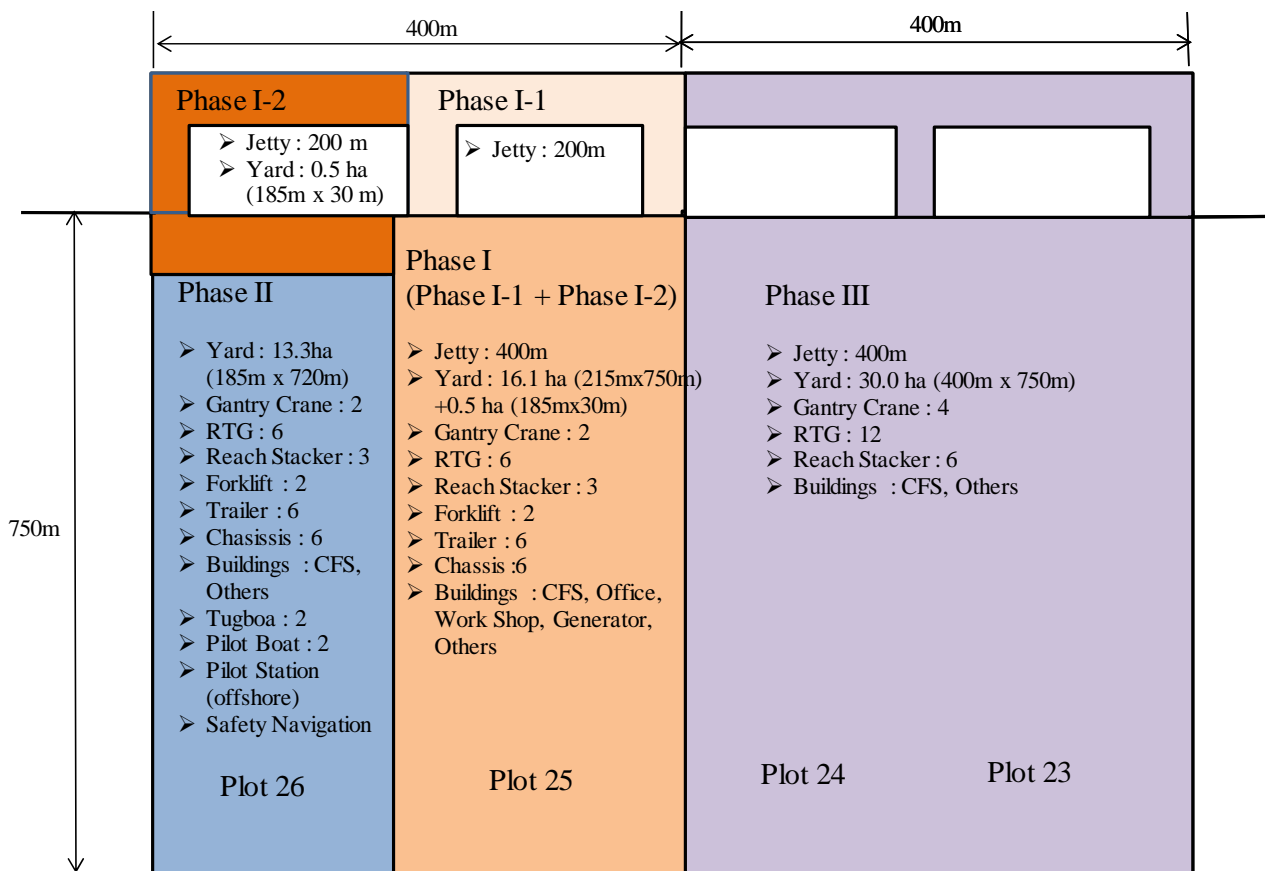 400m
400m
Phase I-2
➢ Jetty : 200 m
➢ Yard : 0.5 ha
(185m x 30 m)
Phase I-1
➢ Jetty : 200m
750m
Phase II
➢ Yard : 13.3ha
(185m x 720m)
➢ Gantry Crane : 2
➢ RTG : 6
➢ Reach Stacker : 3
➢ Forklift : 2
➢ Trailer : 6
➢ Chasissis : 6
➢ Buildings : CFS,
Others
➢ Tugboa : 2
➢ Pilot Boat : 2
➢ Pilot Station
(offshore)
➢ Safety Navigation
Plot 26
Phase I
(Phase I-1 + Phase I-2)
➢ Jetty : 400m
➢ Yard : 16.1 ha (215mx750m)
+0.5 ha (185mx30m)
➢ Gantry Crane : 2
➢ RTG : 6
➢ Reach Stacker : 3
➢ Forklift : 2
➢ Trailer : 6
➢ Chassis :6
➢ Buildings : CFS, Office,
Work Shop, Generator,
Others
Plot 25
Phase III
➢ Jetty : 400m
➢ Yard : 30.0 ha (400m x 750m)
➢ Gantry Crane : 4
➢ RTG : 12
➢ Reach Stacker : 6
➢ Buildings : CFS, Others
Plot 24
Plot 23